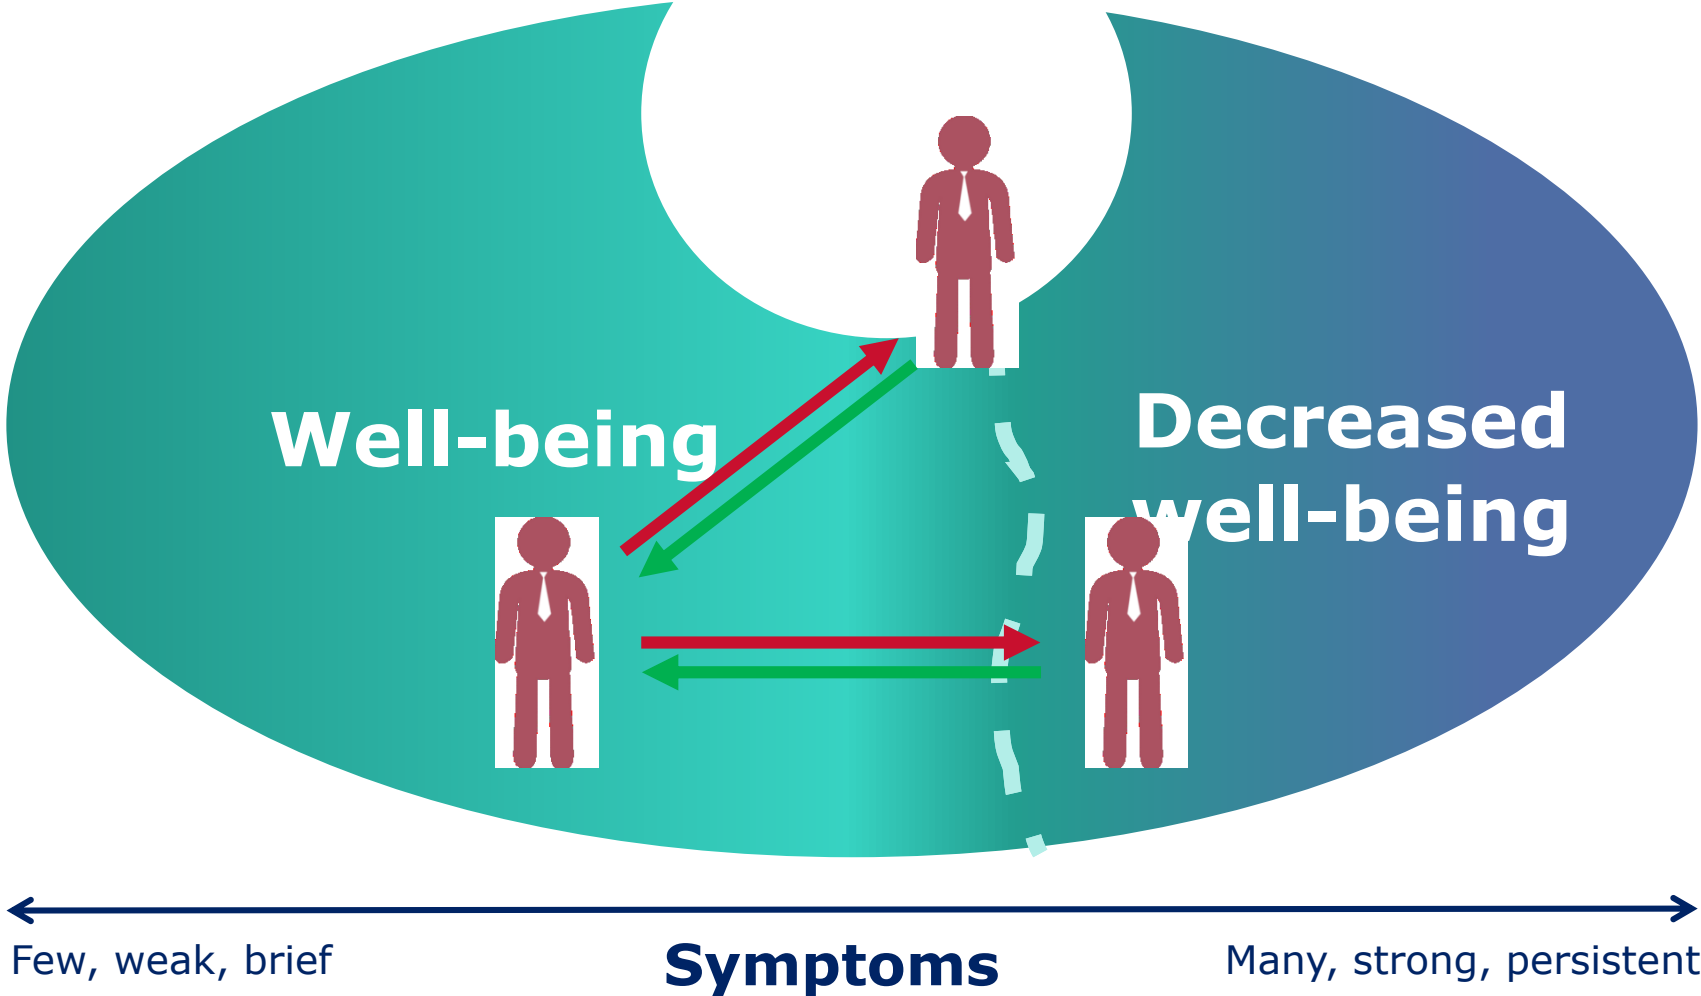 Well-being
Decreased
well-being
Few, weak, brief
Symptoms
Many, strong, persistent